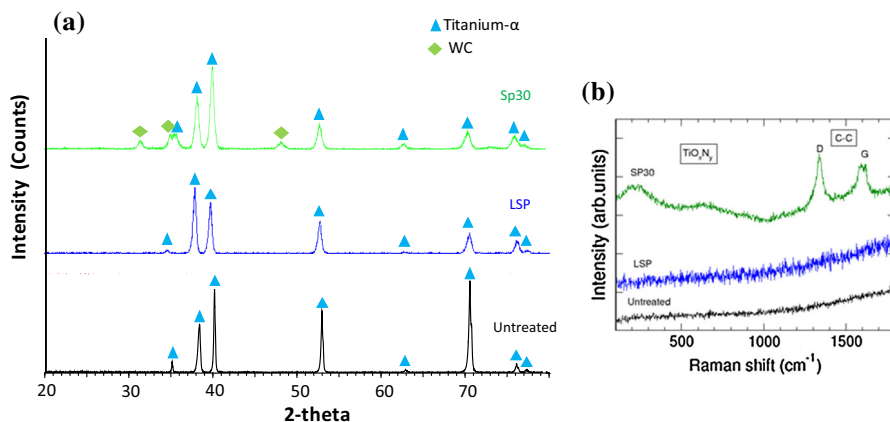 (a)
Titanium-α
WC
Sp30
LSP
Untreated
Intensity (Counts)
20 30 40 50 60 70
2-theta
(b)
TiOxNy
C-C
D
G
SP30
LSP
Untreated
Intensity (arb.units)
500 1000 1500
Raman shift (cm-1)